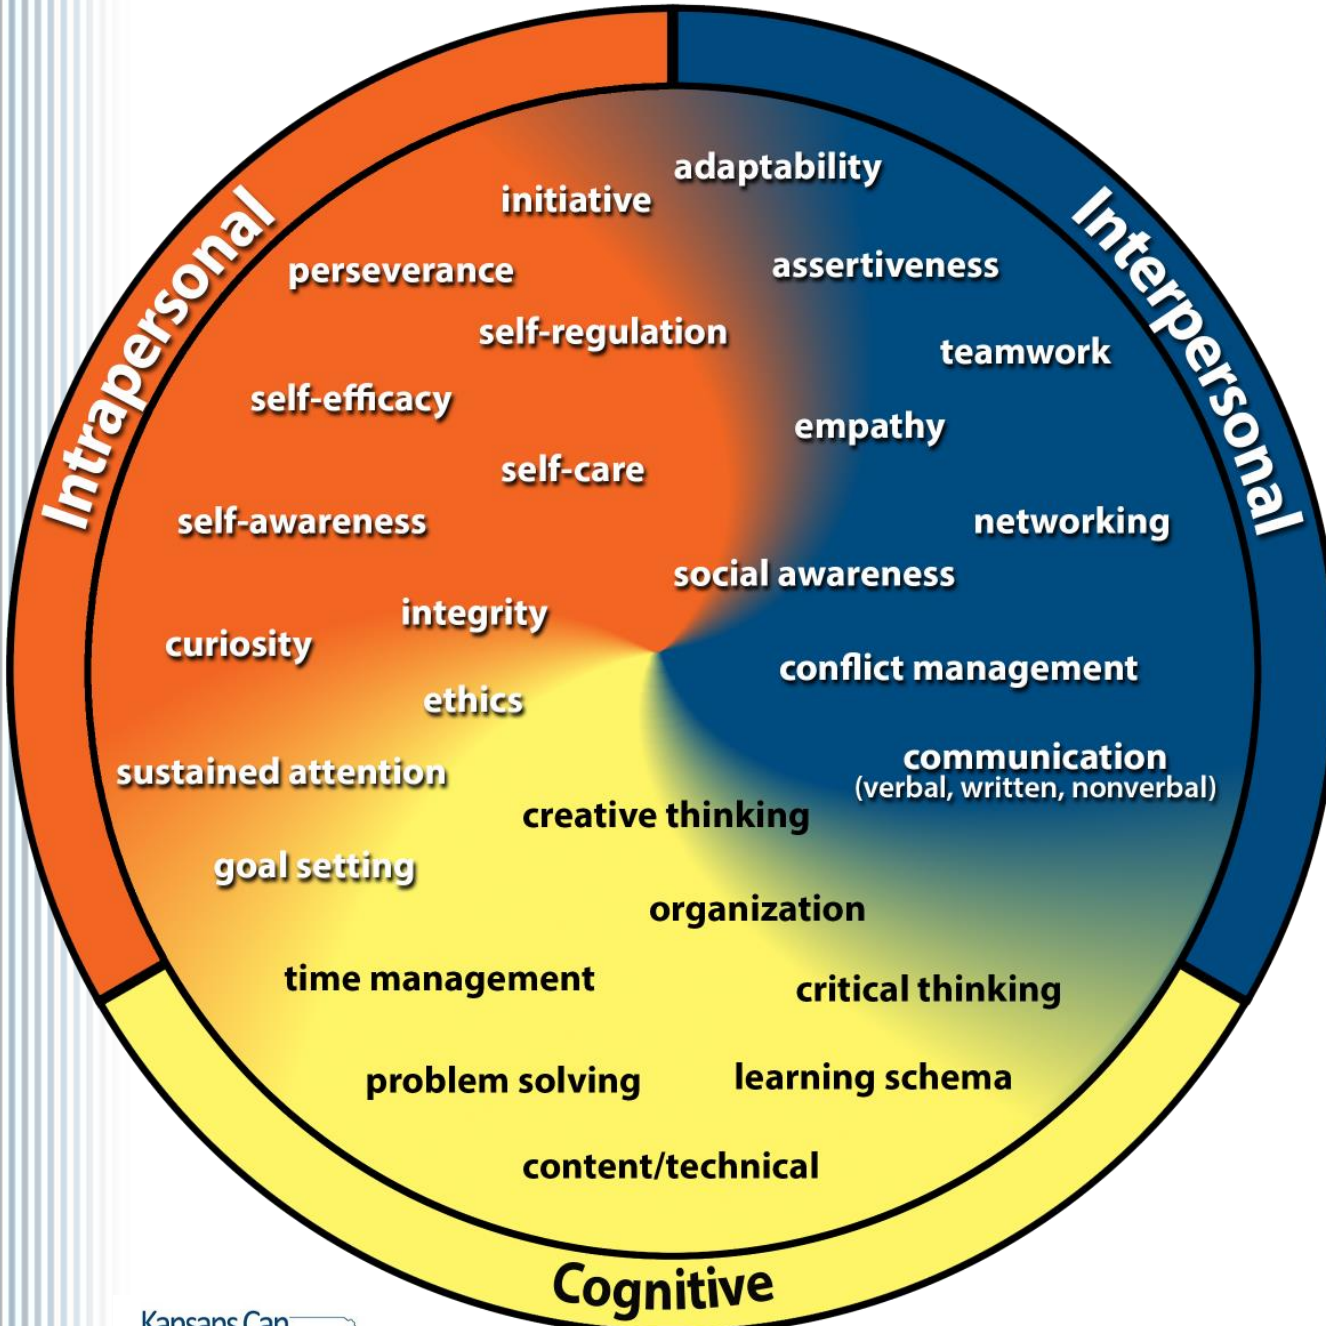 adaptability
initiative
assertiveness
perseverance
self-regulation
teamwork
self-efficacy
empathy
self-care
self-awareness
networking
social awareness
integrity
curiosity
conflict management
ethics
communication
(verbal, written, nonverbal)
sustained attention
creative thinking
goal setting
organization
time management
critical thinking
problem solving
learning schema
content/technical
Intrapersonal
Interpersonal
Cognitive
Kansans Can